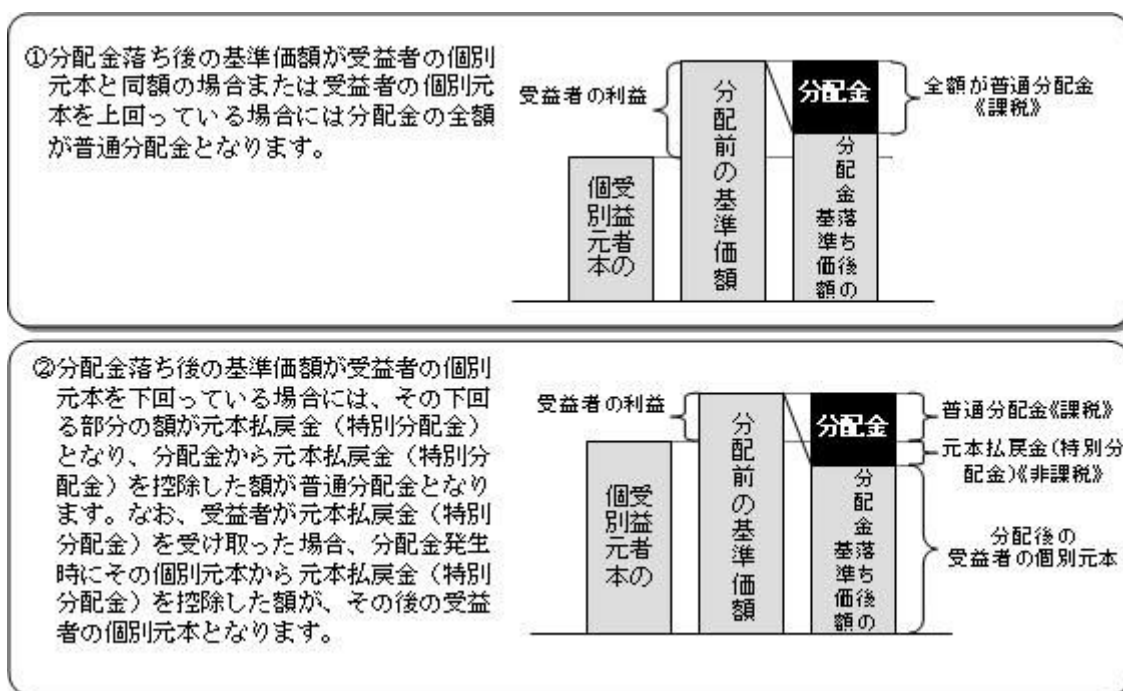 ①分配金落ち後の基準価額が受益者の個別
元本と同額の場合または受益者の個別元
本を上回っている場合には分配金の全額
が普通分配金となります。
受益者の利益
受益者の
個別元本
分配前の基準価額
分配金
分配金落ち後の
基準価額
全額が普通分配金
《課税》
②分配金落ち後の基準価額が受益者の個別
元本を下回っている場合には、その下回
る部分の額が元本払戻金（特別分配金）
となり、分配金から元本払戻金（特別分
配金）を控除した額が普通分配金となり
ます。なお、受益者が元本払戻金（特別
分配金）を受け取った場合、分配金発生
時にその個別元本から元本払戻金（特別
分配金）を控除した額が、その後の受益
者の個別元本となります。
受益者の利益
受益者の
個別元本
分配前の基準価額
分配金
分配金落ち後の
基準価額
普通分配金《課税》
元本払戻金(特別分
配金)《非課税》
分配後の
受益者の個別元本